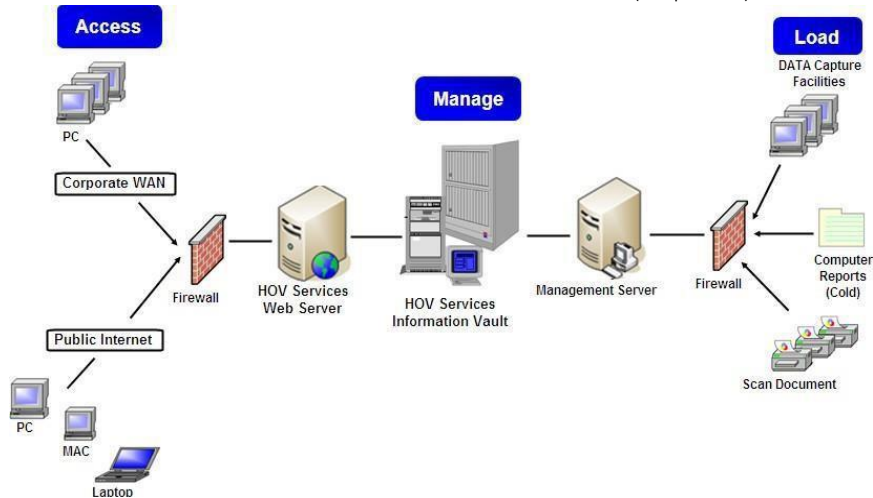 Access
PC
Corporate WAN
Firewall
Public Internet
PC
MAC
Laptop
HOV Services
Web Server
Manage
HOV Services
Information Vault
Management Server
Load
DATA Capture
Facilities
Firewall
Computer
Reports
(Cold)
Scan Document